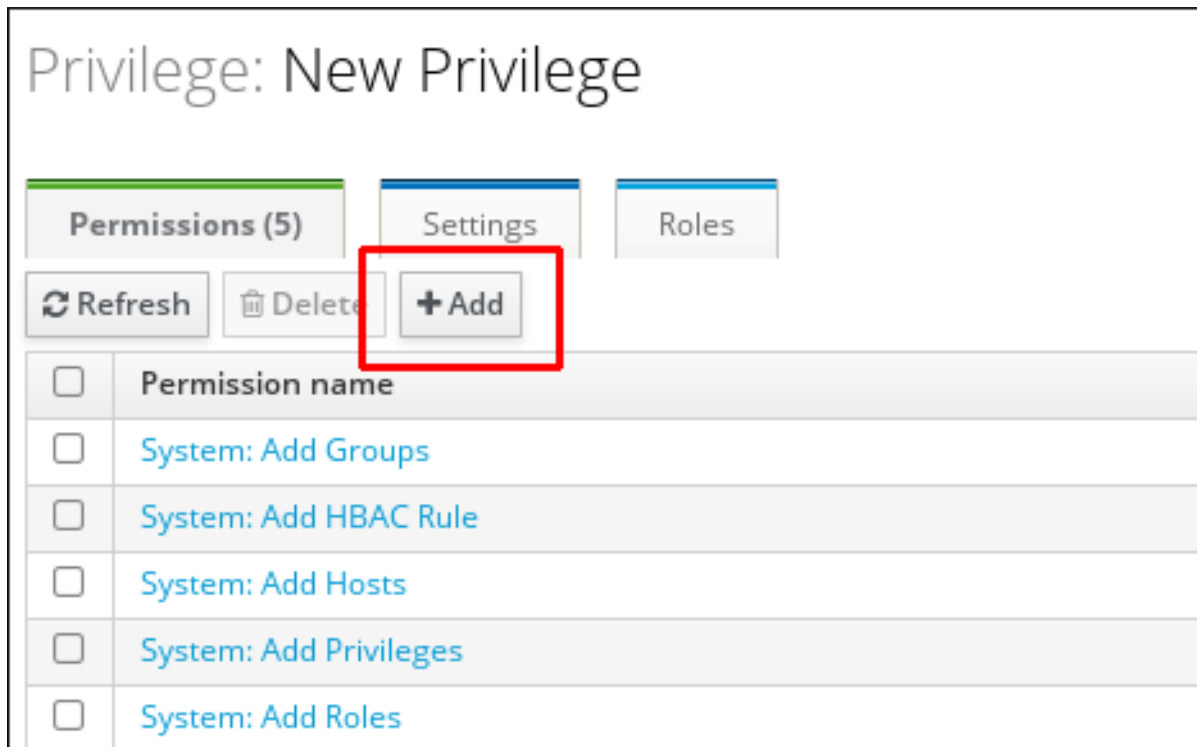 Privilege: New Privilege
Permissions (5) Settings Roles
Refresh Delete Add
Permission name
System: Add Groups
System: Add HBAC Rule
System: Add Hosts
System: Add Privileges
System: Add Roles